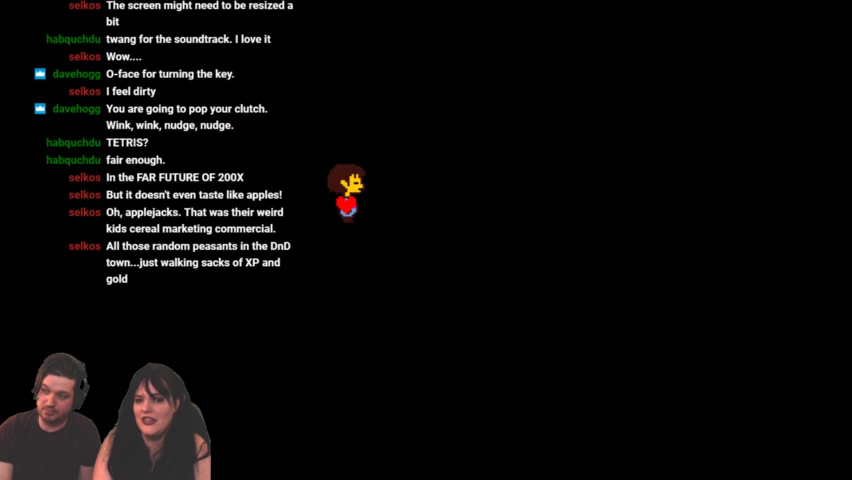 selkos The screen might need to be resized a
bit
habquchdu twang for the soundtrack. I love it
selkos Wow....
davehogg O-face for turning the key.
selkos I feel dirty
davehogg You are going to pop your clutch.
Wink, wink, nudge, nudge.
habquchdu TETRIS?
habquchdu fair enough.
selkos In the FAR FUTURE OF 200X
selkos But it doesn't even taste like apples!
selkos Oh, applejacks. That was their weird
kids cereal marketing commercial.
selkos All those random peasants in the DnD
town...just walking sacks of XP and
gold